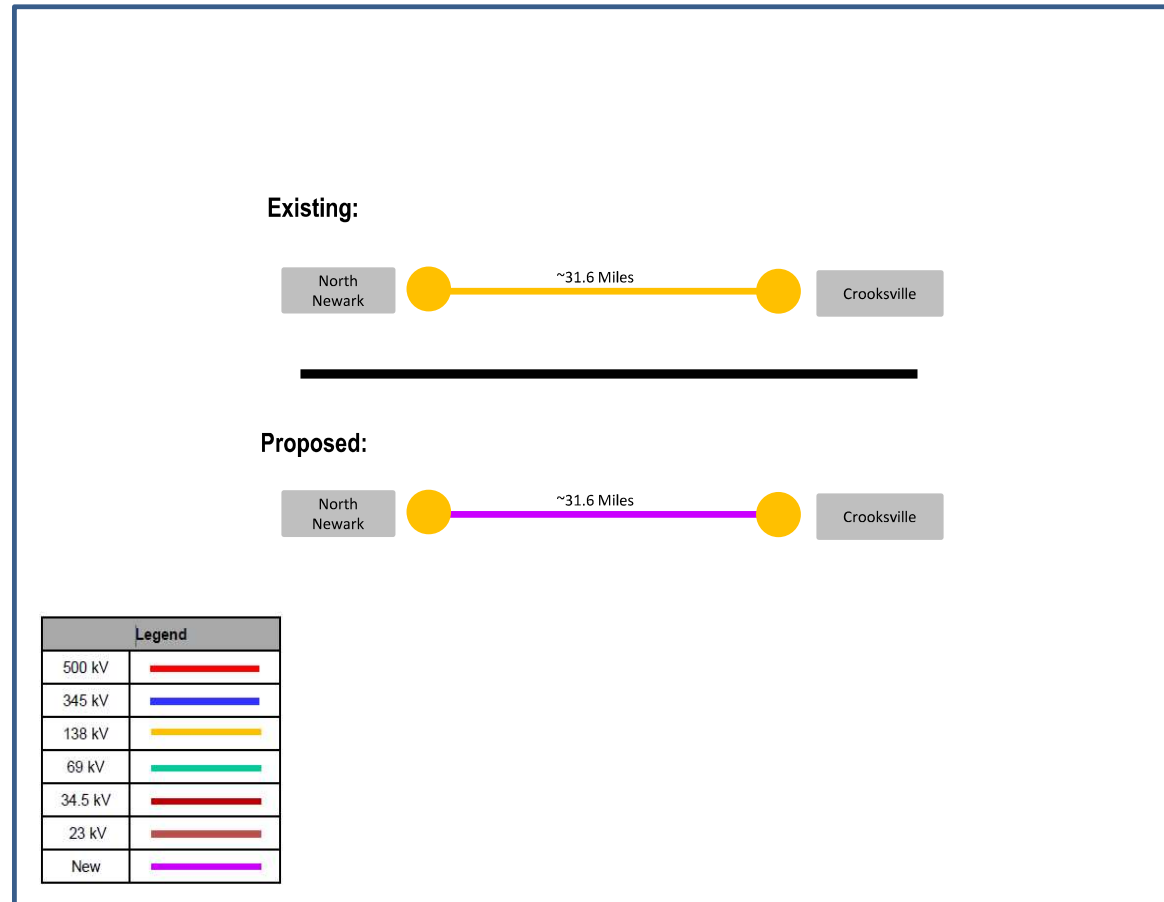 Existing:
North
Newark
~31.6 Miles
Crooksville
Proposed:
North
Newark
~31.6 Miles
Crooksville
Legend
500 kV
345 kV
138 kV
69 kV
34.5 kV
23 kV
New